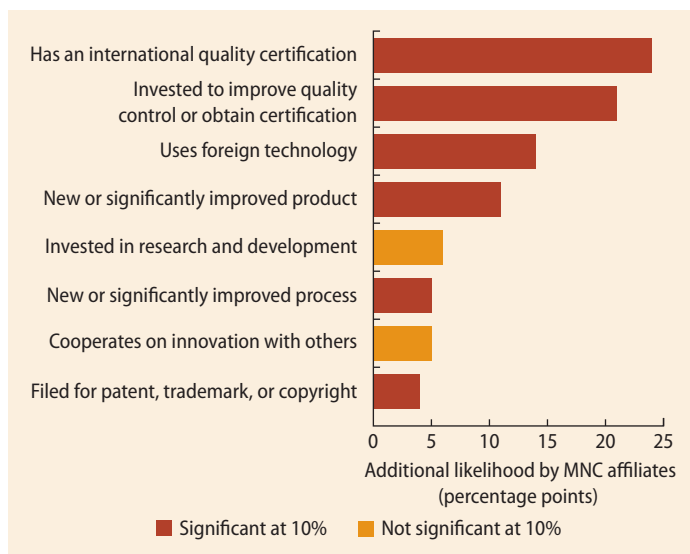 Has an international quality certification
Invested to improve quality
control or obtain certification
Uses foreign technology
New or significantly improved product
Invested in research and development
New or significantly improved process
Cooperates on innovation with others
Filed for patent, trademark, or copyright
0 5 10 15 20 25
Additional likelihood by MNC affiliates
(percentage points)
Significant at 10% Not significant at 10%